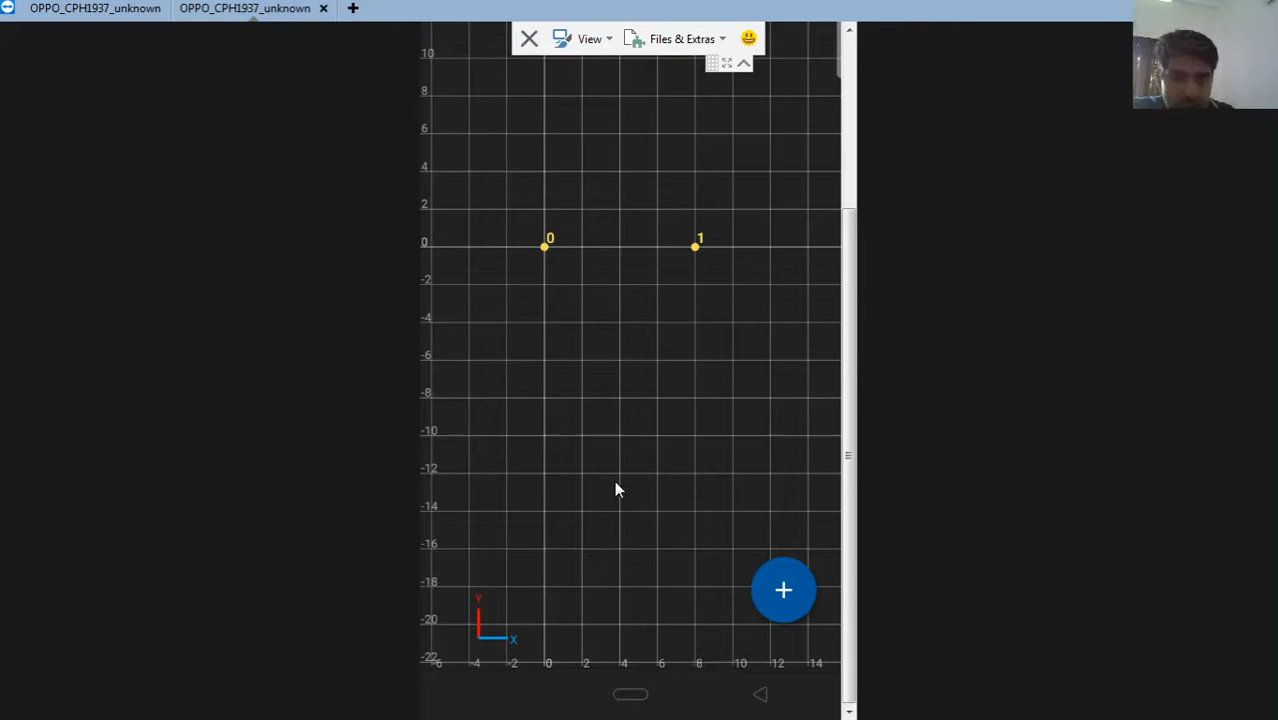 OPPO_CPH1937_unknown OPPO_CPH1937_unknown
View Files & Extras
10
8
6
4
2
0 0 1
-2
-4
-6
-8
-10
-12
-14
-16
-18
Y
-20
X
-22 -6 -4 -2 0 2 4 6 8 10 12 14